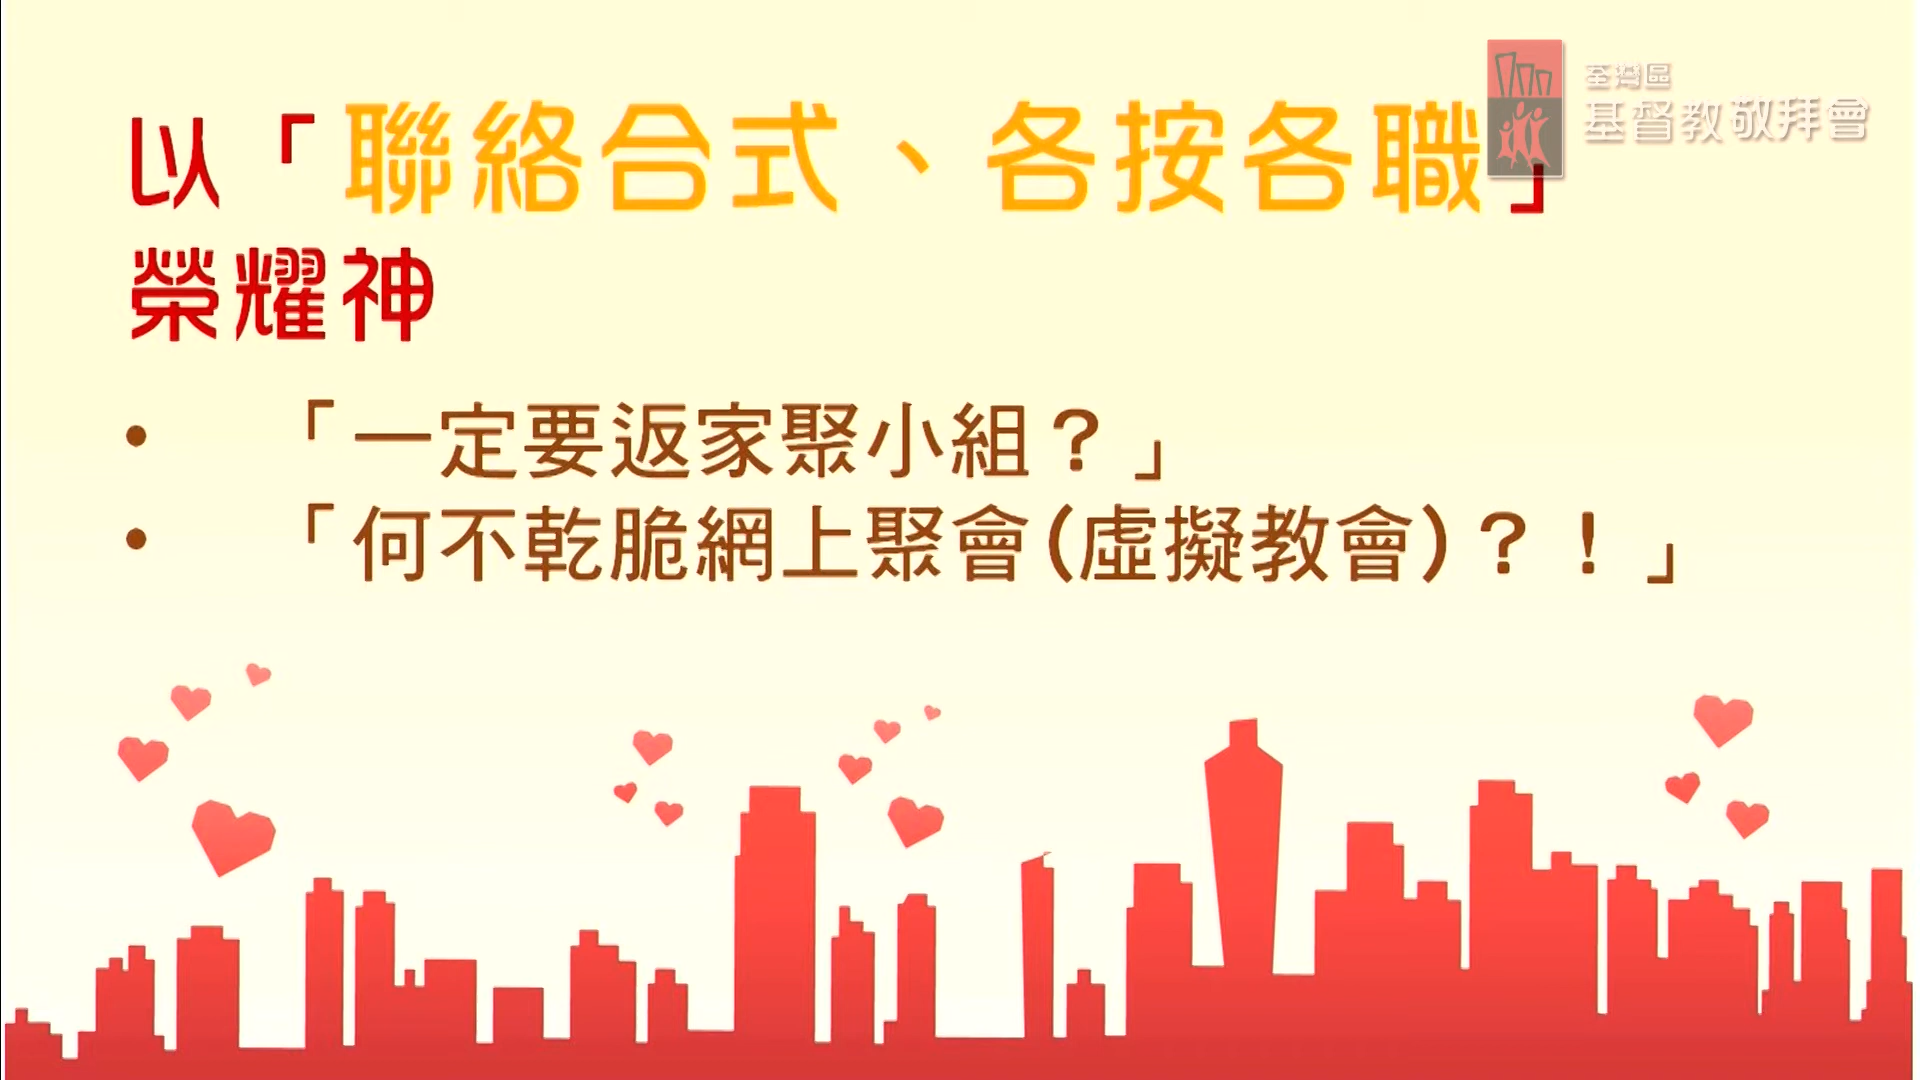 荃灣區
基督教敬拜會
以「聯絡合式、各按各職」
榮耀神
• 「一定要返家聚小組？」
• 「何不乾脆網上聚會(虛擬教會)？！」